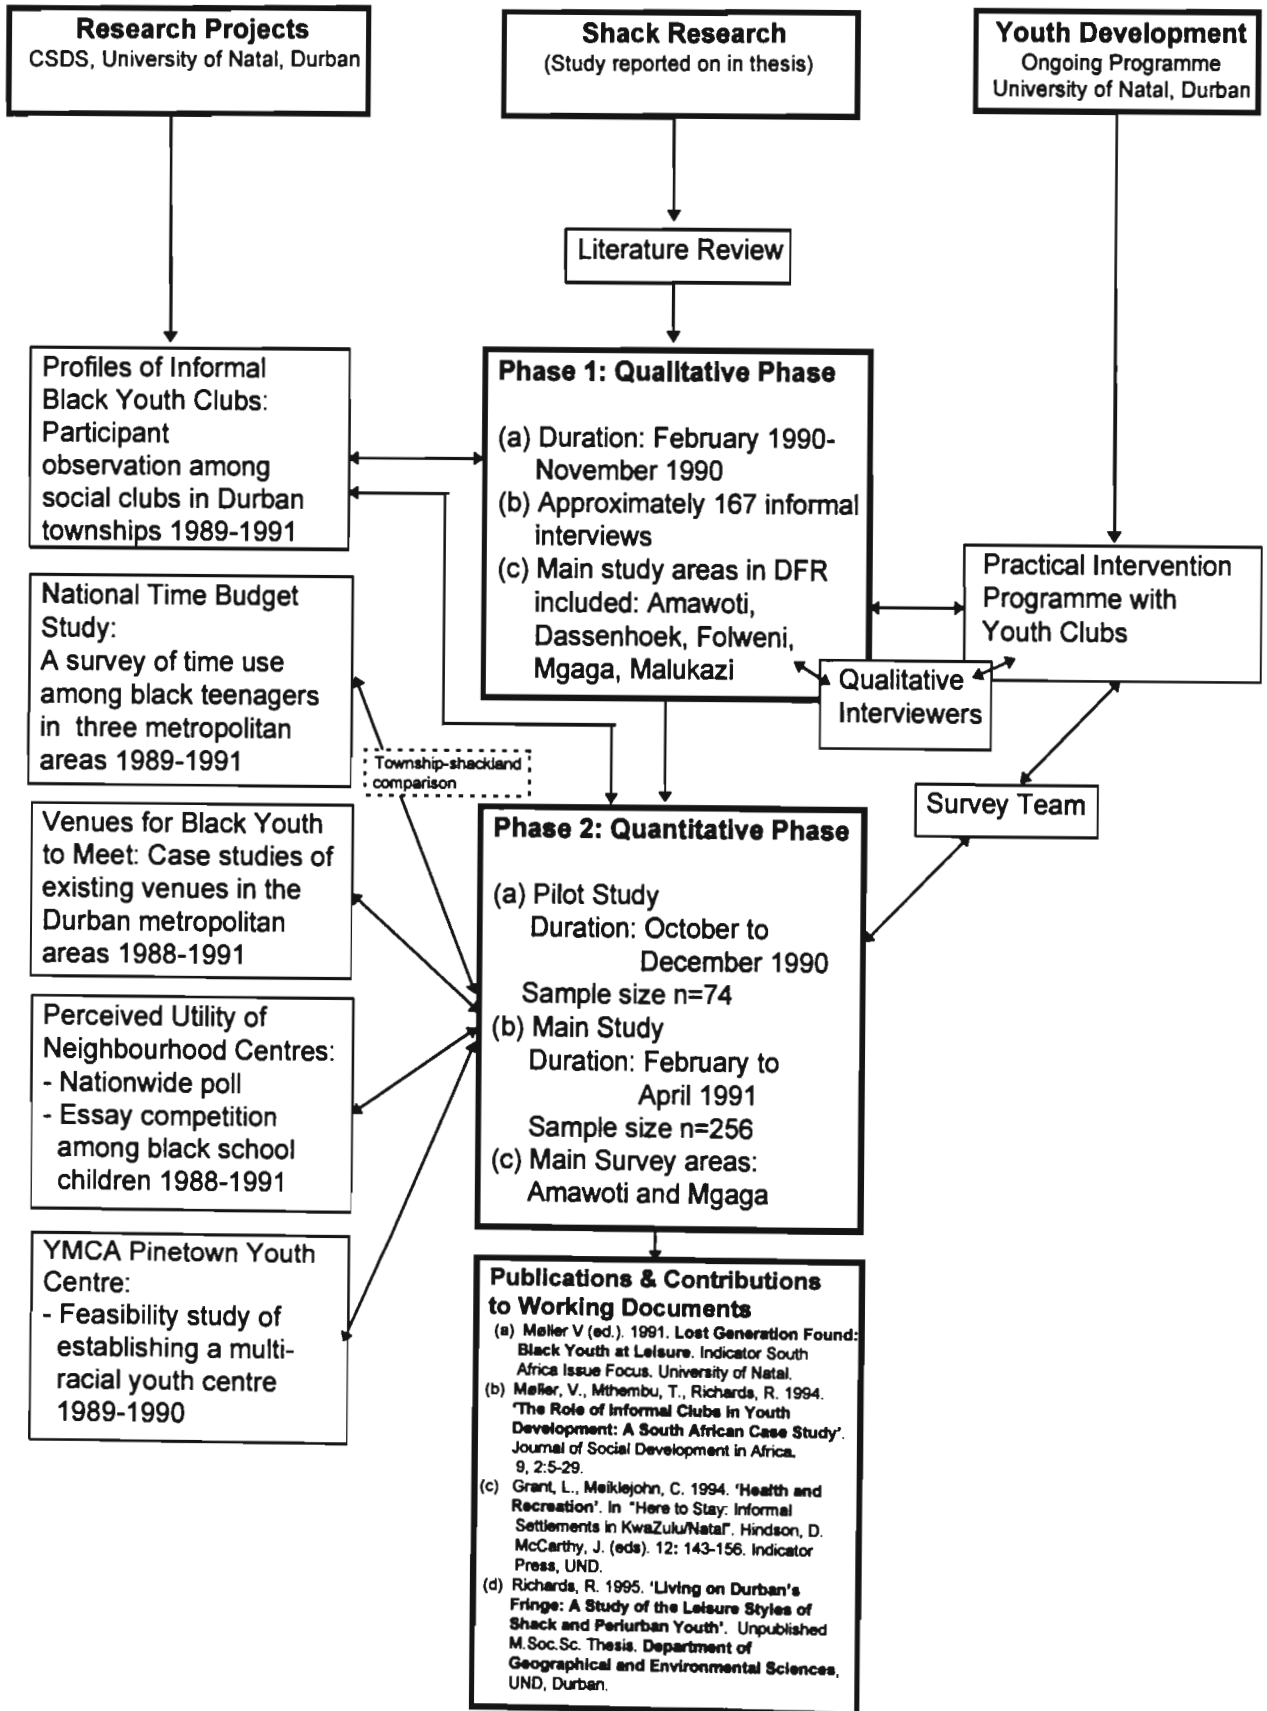 Research Projects
CSDS, University of Natal, Durban
Shack Research
(Study reported on in thesis)
Youth Development
Ongoing Programme
University of Natal, Durban
Literature Review
Profiles of Informal
Black Youth Clubs:
Participant
observation among
social clubs in Durban
townships 1989-1991
Phase 1: Qualitative Phase
(a) Duration: February 1990-
November 1990
(b) Approximately 167 informal
interviews
(c) Main study areas in DFR
included: Amawoti,
Dassenhoek, Folweni,
Mgaga, Malukazi
Practical Intervention
Programme with
Youth Clubs
Qualitative
Interviewers
National Time Budget
Study:
A survey of time use
among black teenagers
in three metropolitan
areas 1989-1991
Township-shackland
comparison
Survey Team
Venues for Black Youth
to Meet: Case studies of
existing venues in the
Durban metropolitan
areas 1988-1991
Phase 2: Quantitative Phase
(a) Pilot Study
Duration: October to
December 1990
Sample size n=74
(b) Main Study
Duration: February to
April 1991
Sample size n=256
(c) Main Survey areas:
Amawoti and Mgaga
Perceived Utility of
Neighbourhood Centres:
- Nationwide poll
- Essay competition
among black school
children 1988-1991
YMCA Pinetown Youth
Centre:
- Feasibility study of
establishing a multi-
racial youth centre
1989-1990
Publications & Contributions
to Working Documents
(a) Møller V (ed.). 1991. Lost Generation Found:
Black Youth at Leisure. Indicator South
Africa Issue Focus. University of Natal.
(b) Møller, V., Mthembu, T., Richards, R. 1994.
'The Role of Informal Clubs in Youth
Development: A South African Case Study'.
Journal of Social Development in Africa.
9, 2:5-29.
(c) Grant, L., Meiklejohn, C. 1994. 'Health and
Recreation'. In "Here to Stay: Informal
Settlements in KwaZulu/Natal". Hindson, D.
McCarthy, J. (eds). 12: 143-156. Indicator
Press, UND.
(d) Richards, R. 1995. 'Living on Durban's
Fringe: A Study of the Leisure Styles of
Shack and Periurban Youth'. Unpublished
M.Soc.Sc. Thesis. Department of
Geographical and Environmental Sciences,
UND, Durban.